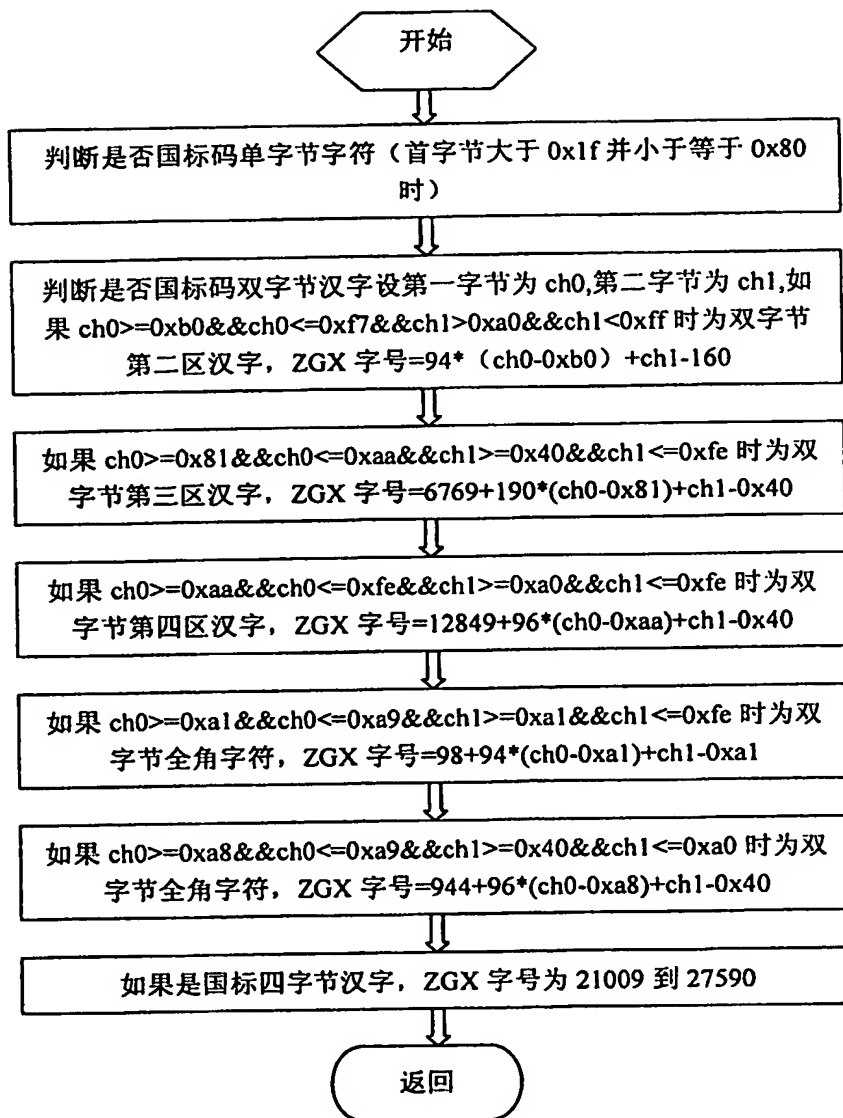 开始
判断是否国标码单字节字符（首字节大于 0x1f 并小于等于 0x80
时）
判断是否国标码双字节汉字设第一字节为 ch0,第二字节为 ch1,如
果 ch0>=0xb0&&ch0<=0xf7&&ch1>0xa0&&ch1<0xff 时为双字节
第二区汉字，ZGX 字号=94*（ch0-0xb0）+ch1-160
如果 ch0>=0x81&&ch0<=0xaa&&ch1>=0x40&&ch1<=0xfe 时为双
字节第三区汉字，ZGX 字号=6769+190*(ch0-0x81)+ch1-0x40
如果 ch0>=0xaa&&ch0<=0xfe&&ch1>=0xa0&&ch1<=0xfe 时为双
字节第四区汉字，ZGX 字号=12849+96*(ch0-0xaa)+ch1-0x40
如果 ch0>=0xa1&&ch0<=0xa9&&ch1>=0xa1&&ch1<=0xfe 时为双
字节全角字符，ZGX 字号=98+94*(ch0-0xa1)+ch1-0xa1
如果 ch0>=0xa8&&ch0<=0xa9&&ch1>=0x40&&ch1<=0xa0 时为双
字节全角字符，ZGX 字号=944+96*(ch0-0xa8)+ch1-0x40
如果是国标四字节汉字，ZGX 字号为 21009 到 27590
返回